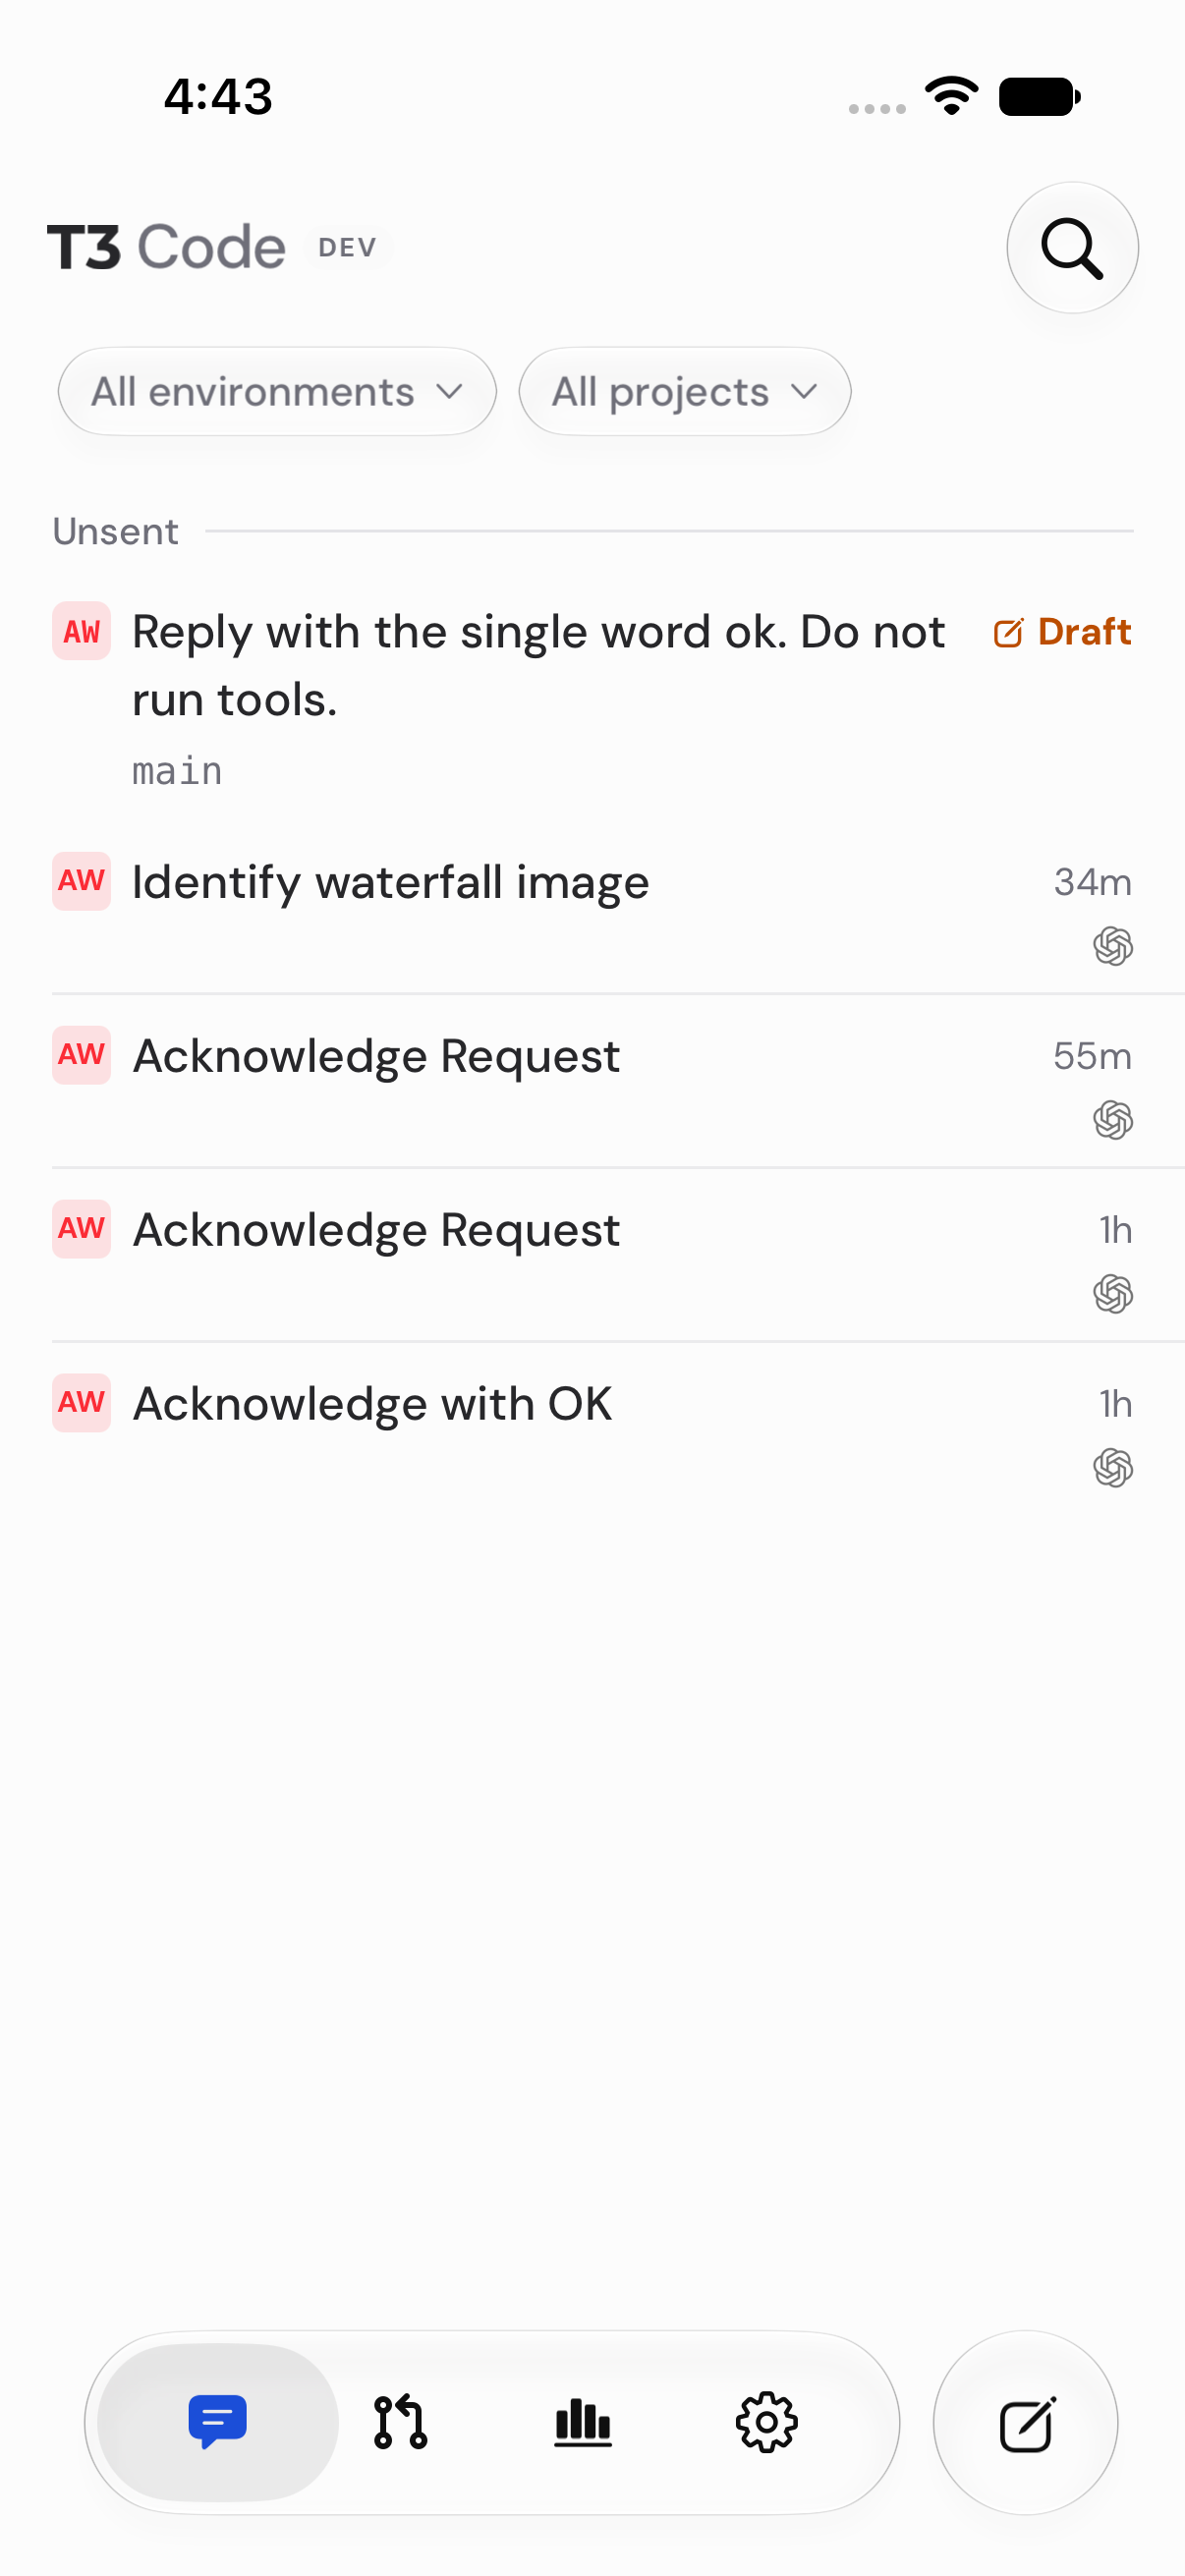 4:43
T3 Code DEV
All environments All projects
Unsent
AW Reply with the single word ok. Do not Draft
run tools.
main
AW Identify waterfall image 34m
AW Acknowledge Request 55m
AW Acknowledge Request 1h
AW Acknowledge with OK 1h